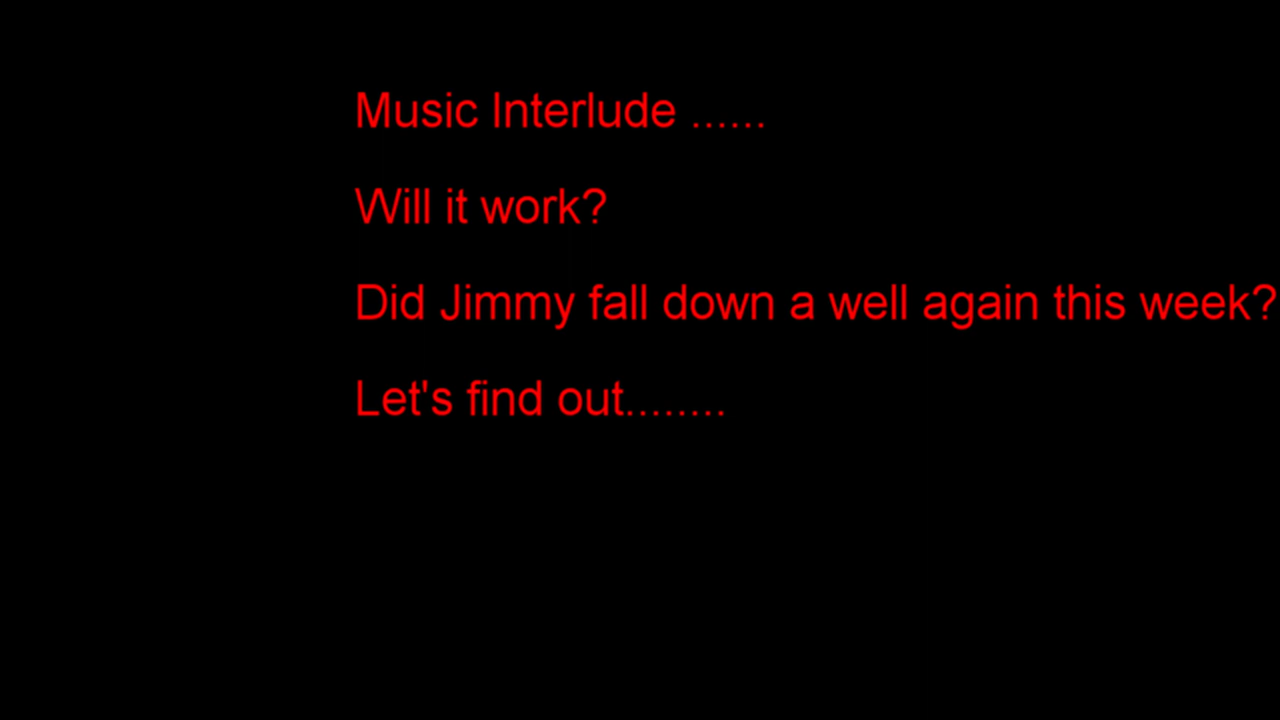 Music Interlude ......
Will it work?
Did Jimmy fall down a well again this week?
Let's find out........